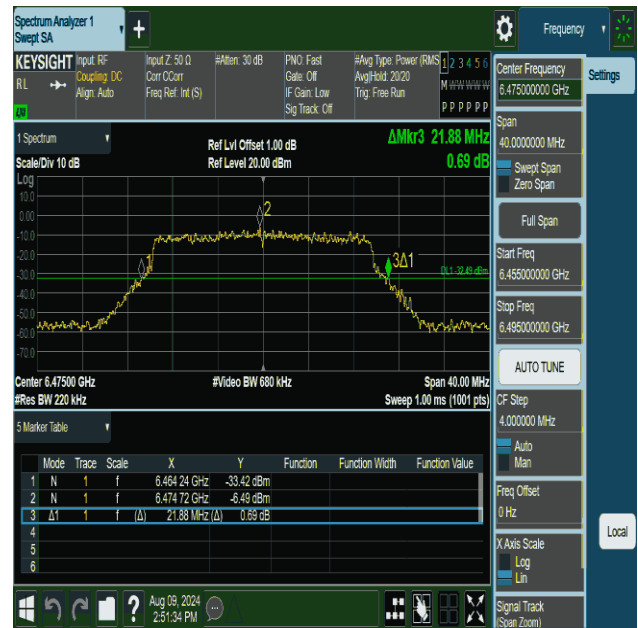 Spectrum Analyzer 1
Swept SA
+
Frequency
KEYSIGHT
RL
Input: RF
Coupling: DC
Align: Auto
Input Z: 50 Ω
Corr CCorr
Freq Ref: Int (S)
#Atten: 30 dB
PNO: Fast
Gate: Off
IF Gain: Low
Sig Track: Off
#Avg Type: Power (RMS
Avg|Hold: 20/20
Trig: Free Run
1 2 3 4 5 6
M W W W W W
P P P P P P
Center Frequency
6.475000000 GHz
Settings
Span
40.0000000 MHz
Swept Span
Zero Span
Full Span
Start Freq
6.455000000 GHz
Stop Freq
6.495000000 GHz
AUTO TUNE
CF Step
4.000000 MHz
Auto
Man
Freq Offset
0 Hz
X Axis Scale
Log
Lin
Signal Track
(Span Zoom)
Local
1 Spectrum
Scale/Div 10 dB
Ref Lvl Offset 1.00 dB
Ref Level 20.00 dBm
ΔMkr3 21.88 MHz
0.69 dB
Log
10.0
0.00
-10.0
-20.0
-30.0
-40.0
-50.0
-60.0
-70.0
1
2
3Δ1
DL1 -32.49 dBm
Center 6.47500 GHz
#Video BW 680 kHz
Span 40.00 MHz
#Res BW 220 kHz
Sweep 1.00 ms (1001 pts)
5 Marker Table
Mode Trace Scale X Y Function Function Width Function Value
1 N 1 f 6.464 24 GHz -33.42 dBm
2 N 1 f 6.474 72 GHz -6.49 dBm
3 Δ1 1 f (Δ) 21.88 MHz (Δ) 0.69 dB
4
5
6
?
Aug 09, 2024
2:51:34 PM